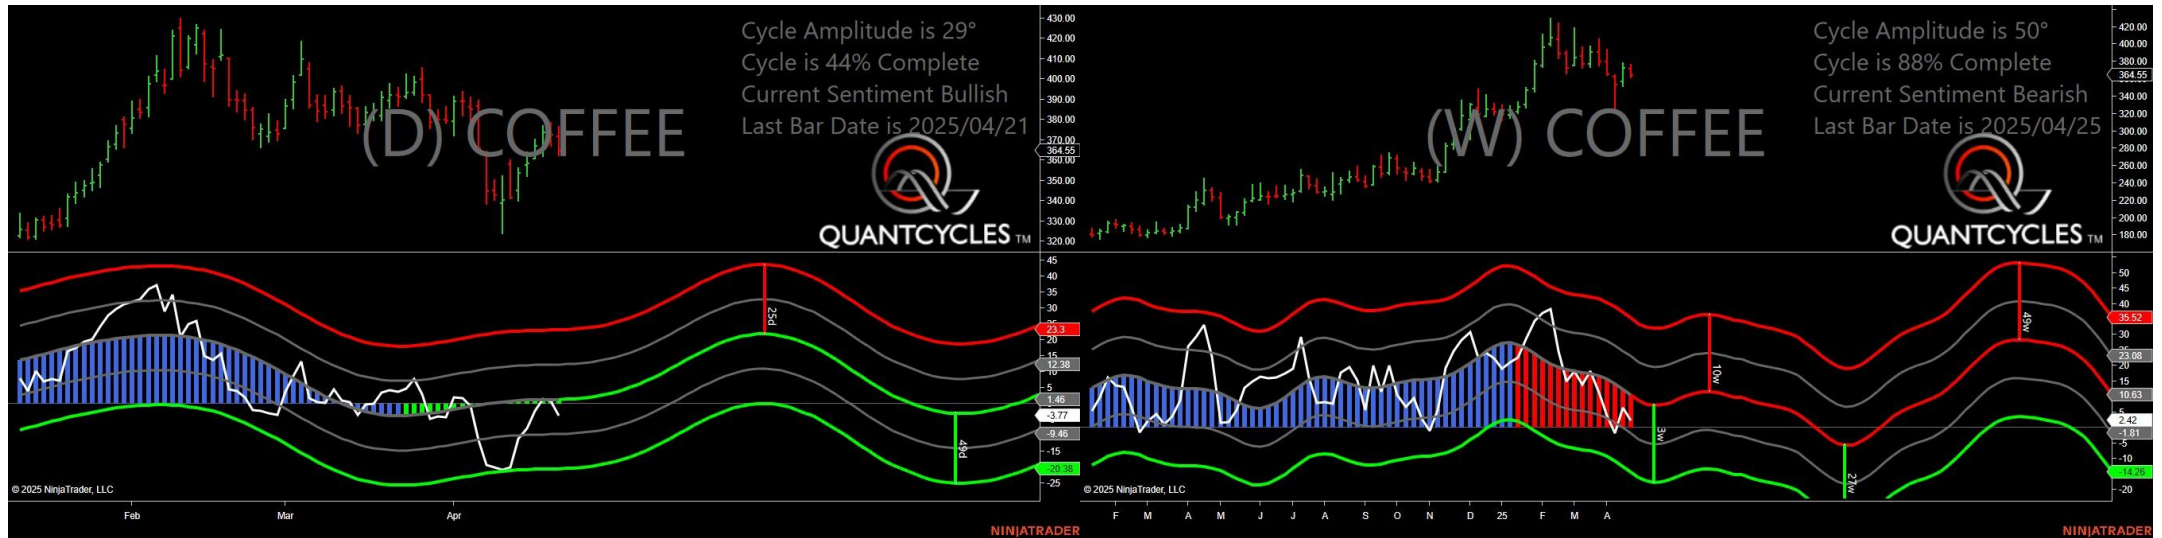 Cycle Amplitude is 29°
Cycle is 44% Complete
Current Sentiment Bullish
Last Bar Date is 2025/04/21
(D) COFFEE
QUANTCYCLES TM
430.00
420.00
410.00
400.00
390.00
380.00
370.00
364.55
360.00
350.00
340.00
330.00
320.00
45
40
35
30
25d
23.3
20
15
12.38
10
5
1.46
-3.77
-9.46
49d
-15
-20.38
-25
© 2025 NinjaTrader, LLC
Feb
Mar
Apr
NINJATRADER
Cycle Amplitude is 50°
Cycle is 88% Complete
Current Sentiment Bearish
Last Bar Date is 2025/04/25
(W) COFFEE
QUANTCYCLES TM
420.00
400.00
380.00
364.55
340.00
320.00
300.00
280.00
260.00
240.00
220.00
200.00
180.00
50
45
40
49w
35.52
30
23.08
20
15
10w
10.63
5
2.42
3w
-1.81
-5
-10
-14.26
27w
-20
© 2025 NinjaTrader, LLC
F
M
A
M
J
J
A
S
O
N
D
25
F
M
A
NINJATRADER